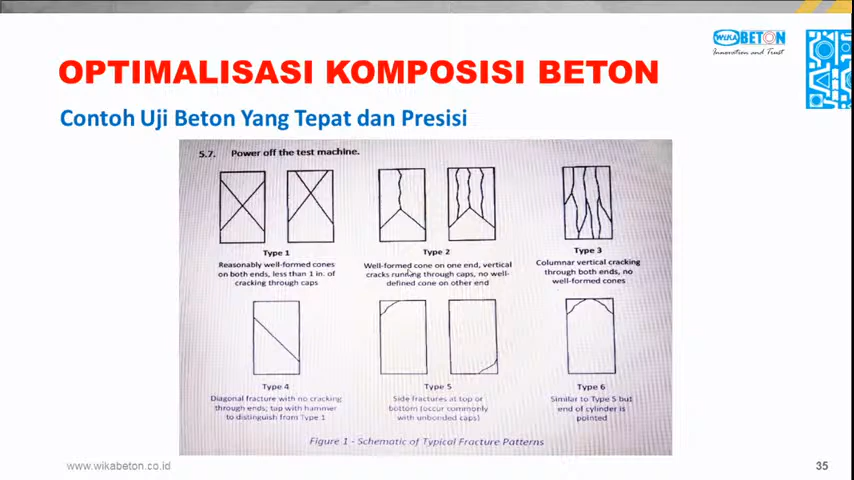 WIKA BETON
Innovation and Trust
OPTIMALISASI KOMPOSISI BETON
Contoh Uji Beton Yang Tepat dan Presisi
5.7. Power off the test machine.
Type 1
Reasonably well-formed cones
on both ends, less than 1 in. of
cracking through caps
Type 2
Well-formed cone on one end, vertical
cracks running through caps, no well-
defined cone on other end
Type 3
Columnar vertical cracking
through both ends, no
well-formed cones
Type 4
Diagonal fracture with no cracking
through ends; tap with hammer
to distinguish from Type 1
Type 5
Side fractures at top or
bottom (occur commonly
with unbonded caps)
Type 6
Similar to Type 5 but
end of cylinder is
pointed
Figure 1 - Schematic of Typical Fracture Patterns
www.wikabeton.co.id
35